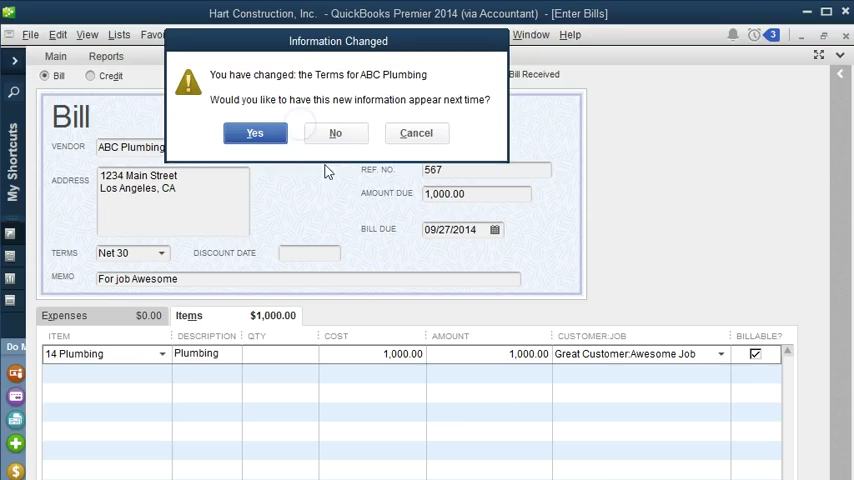 Hart Construction, Inc. - QuickBooks Premier 2014 (via Accountant) - [Enter Bills]
File Edit View Lists Favo Window Help 3
Main Reports
Information Changed
You have changed: the Terms for ABC Plumbing
Would you like to have this new information appear next time?
Yes No Cancel
Bill Credit Bill Received
Bill
VENDOR ABC Plumbing
ADDRESS 1234 Main Street
Los Angeles, CA
REF. NO. 567
AMOUNT DUE 1,000.00
BILL DUE 09/27/2014
TERMS Net 30 DISCOUNT DATE
MEMO For job Awesome
Expenses $0.00 Items $1,000.00
ITEM DESCRIPTION QTY COST AMOUNT CUSTOMER:JOB BILLABLE?
14 Plumbing Plumbing 1,000.00 1,000.00 Great Customer:Awesome Job
My Shortcuts
Do M